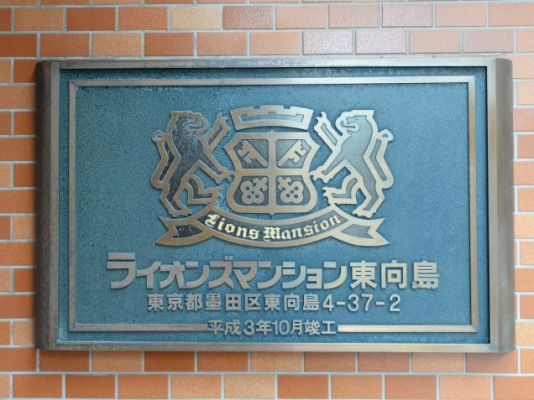 Lions Mansion
ライオンズマンション東向島
東京都墨田区東向島4-37-2
平成3年10月竣工